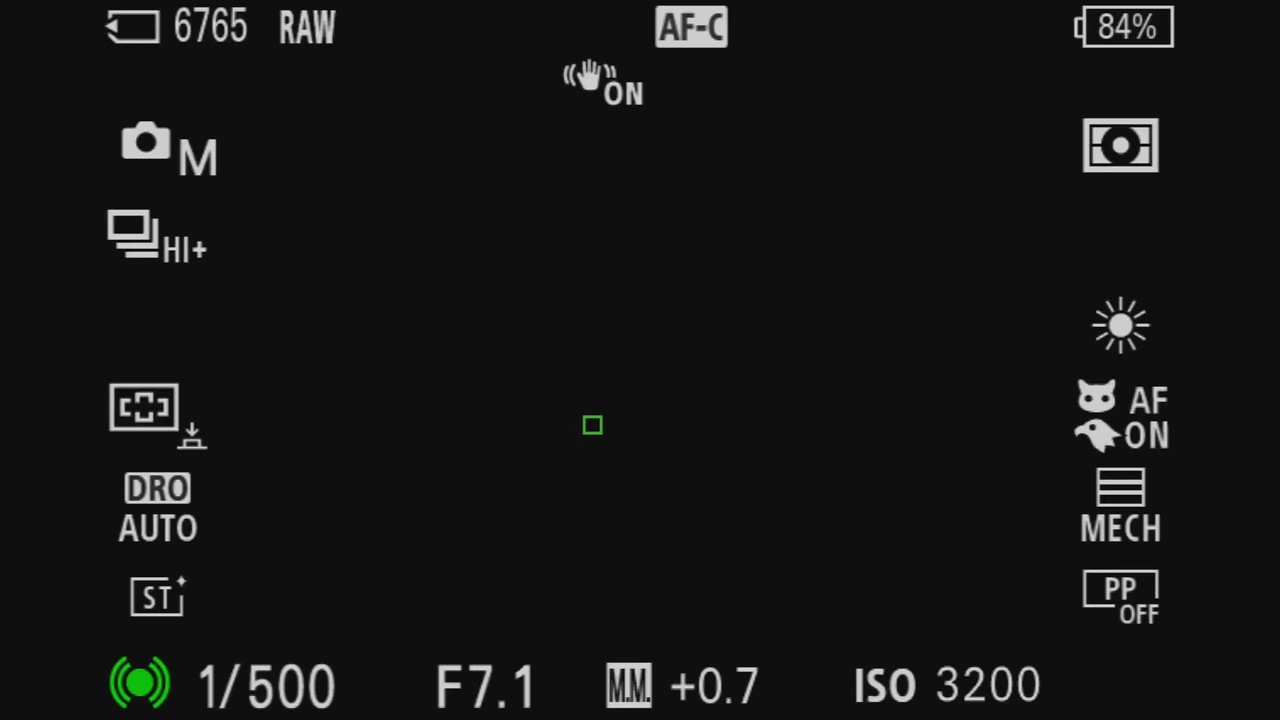 6765 RAW AF-C 84%
ON
M
HI+
AF
ON
DRO
AUTO
MECH
ST
PP
OFF
1/500 F7.1 M.M. +0.7 ISO 3200